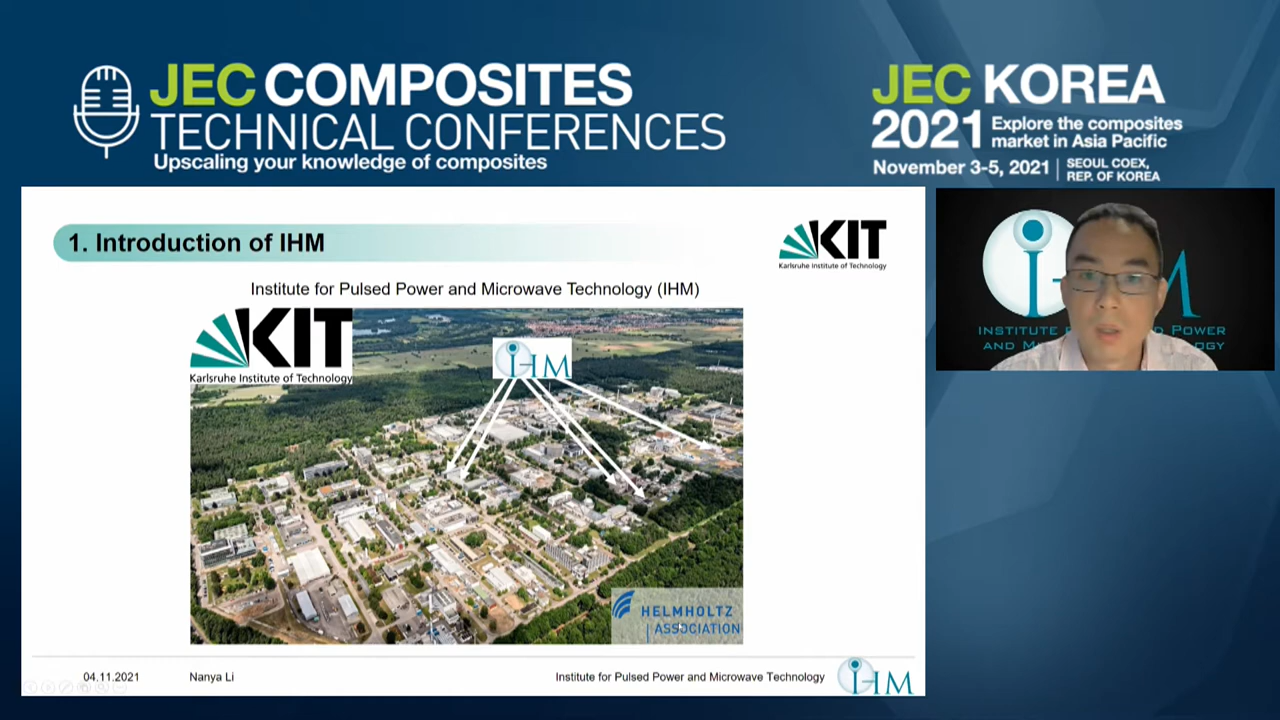 JEC COMPOSITES
TECHNICAL CONFERENCES
Upscaling your knowledge of composites
JEC KOREA
2021 Explore the composites
market in Asia Pacific
November 3-5, 2021 | SEOUL COEX,
REP. OF KOREA
1. Introduction of IHM
KIT
Karlsruhe Institute of Technology
Institute for Pulsed Power and Microwave Technology (IHM)
KIT
Karlsruhe Institute of Technology
IHM
HELMHOLTZ
ASSOCIATION
04.11.2021
Nanya Li
Institute for Pulsed Power and Microwave Technology
IHM
INSTITUTE
POWER
AND